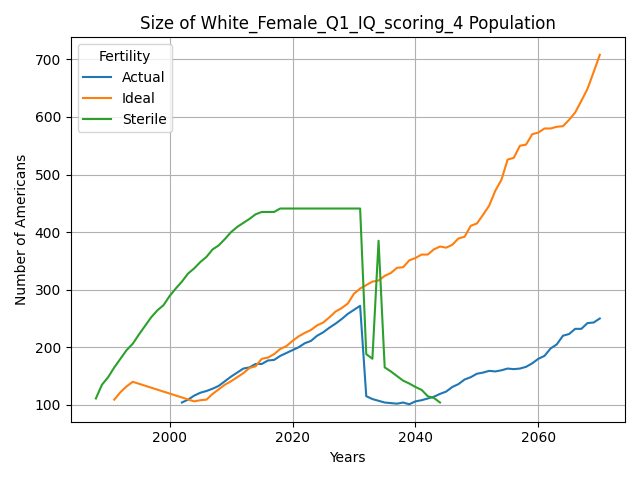 Size of White_Female_Q1_IQ_scoring_4 Population
Fertility
Actual
Ideal
Sterile
700
600
500
400
300
200
100
Number of Americans
2000
2020
2040
2060
Years